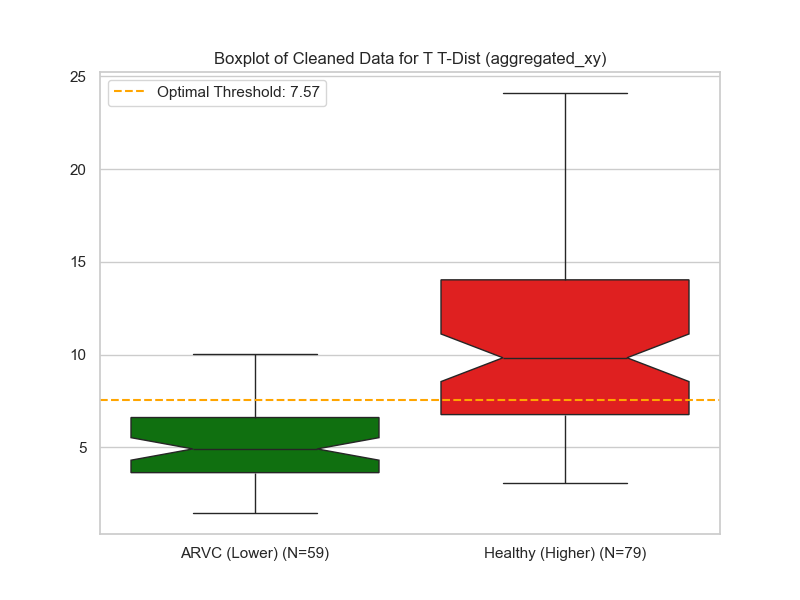 Boxplot of Cleaned Data for T T-Dist (aggregated_xy)
Optimal Threshold: 7.57
25
20
15
10
5
ARVC (Lower) (N=59)
Healthy (Higher) (N=79)